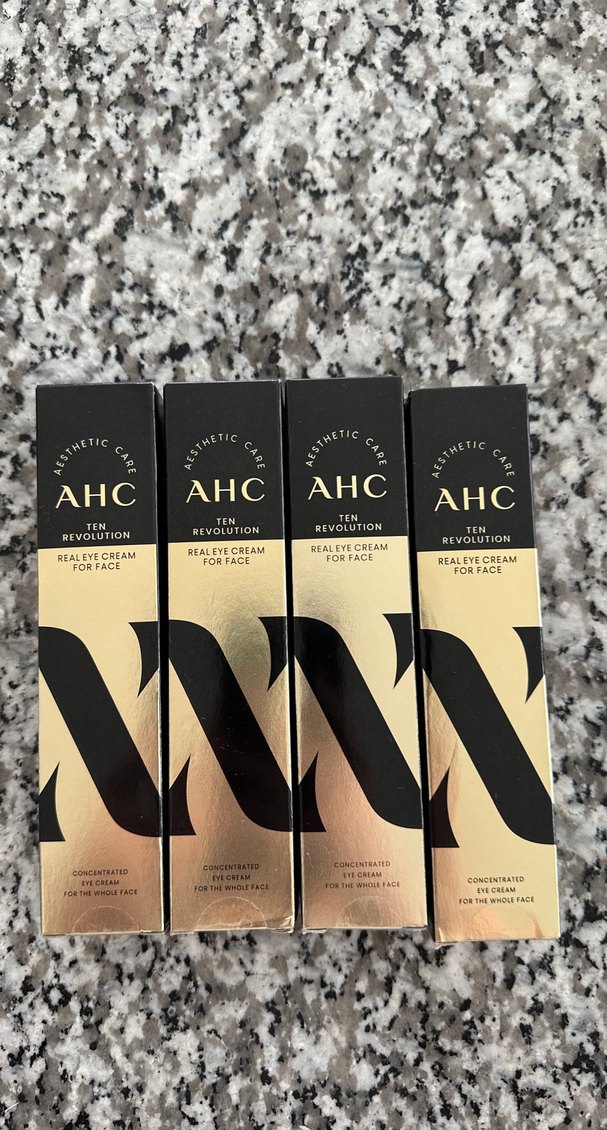 AESTHETIC CARE
AHC
TEN
REVOLUTION
REAL EYE CREAM
FOR FACE
CONCENTRATED
EYE CREAM
FOR THE WHOLE FACE
AESTHETIC CARE
AHC
TEN
REVOLUTION
REAL EYE CREAM
FOR FACE
CONCENTRATED
EYE CREAM
FOR THE WHOLE FACE
AESTHETIC CARE
AHC
TEN
REVOLUTION
REAL EYE CREAM
FOR FACE
CONCENTRATED
EYE CREAM
FOR THE WHOLE FACE
AESTHETIC CARE
AHC
TEN
REVOLUTION
REAL EYE CREAM
FOR FACE
CONCENTRATED
EYE CREAM
FOR THE WHOLE FACE